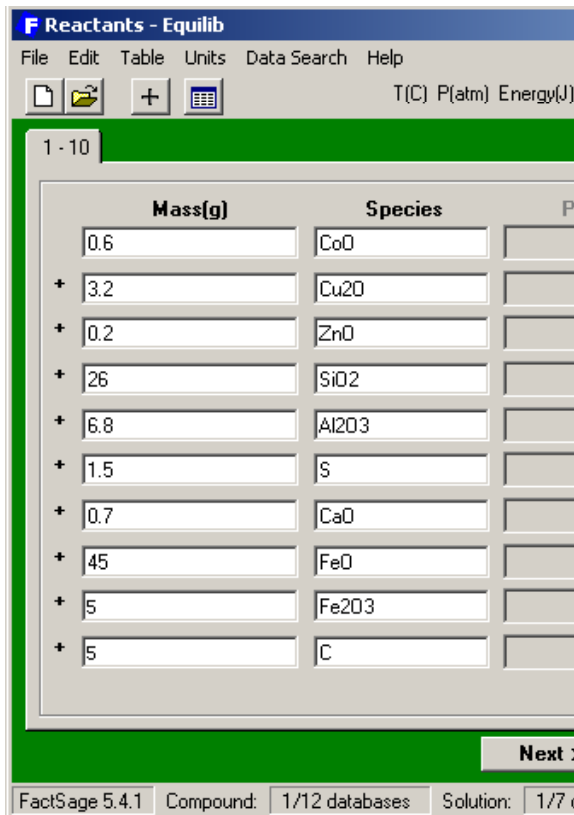 F Reactants - Equilib
File Edit Table Units Data Search Help
T(C) P(atm) Energy(J)
1 - 10
Mass(g) Species P
0.6 CoO
+ 3.2 Cu2O
+ 0.2 ZnO
+ 26 SiO2
+ 6.8 Al2O3
+ 1.5 S
+ 0.7 CaO
+ 45 FeO
+ 5 Fe2O3
+ 5 C
Next >
FactSage 5.4.1 Compound: 1/12 databases Solution: 1/7